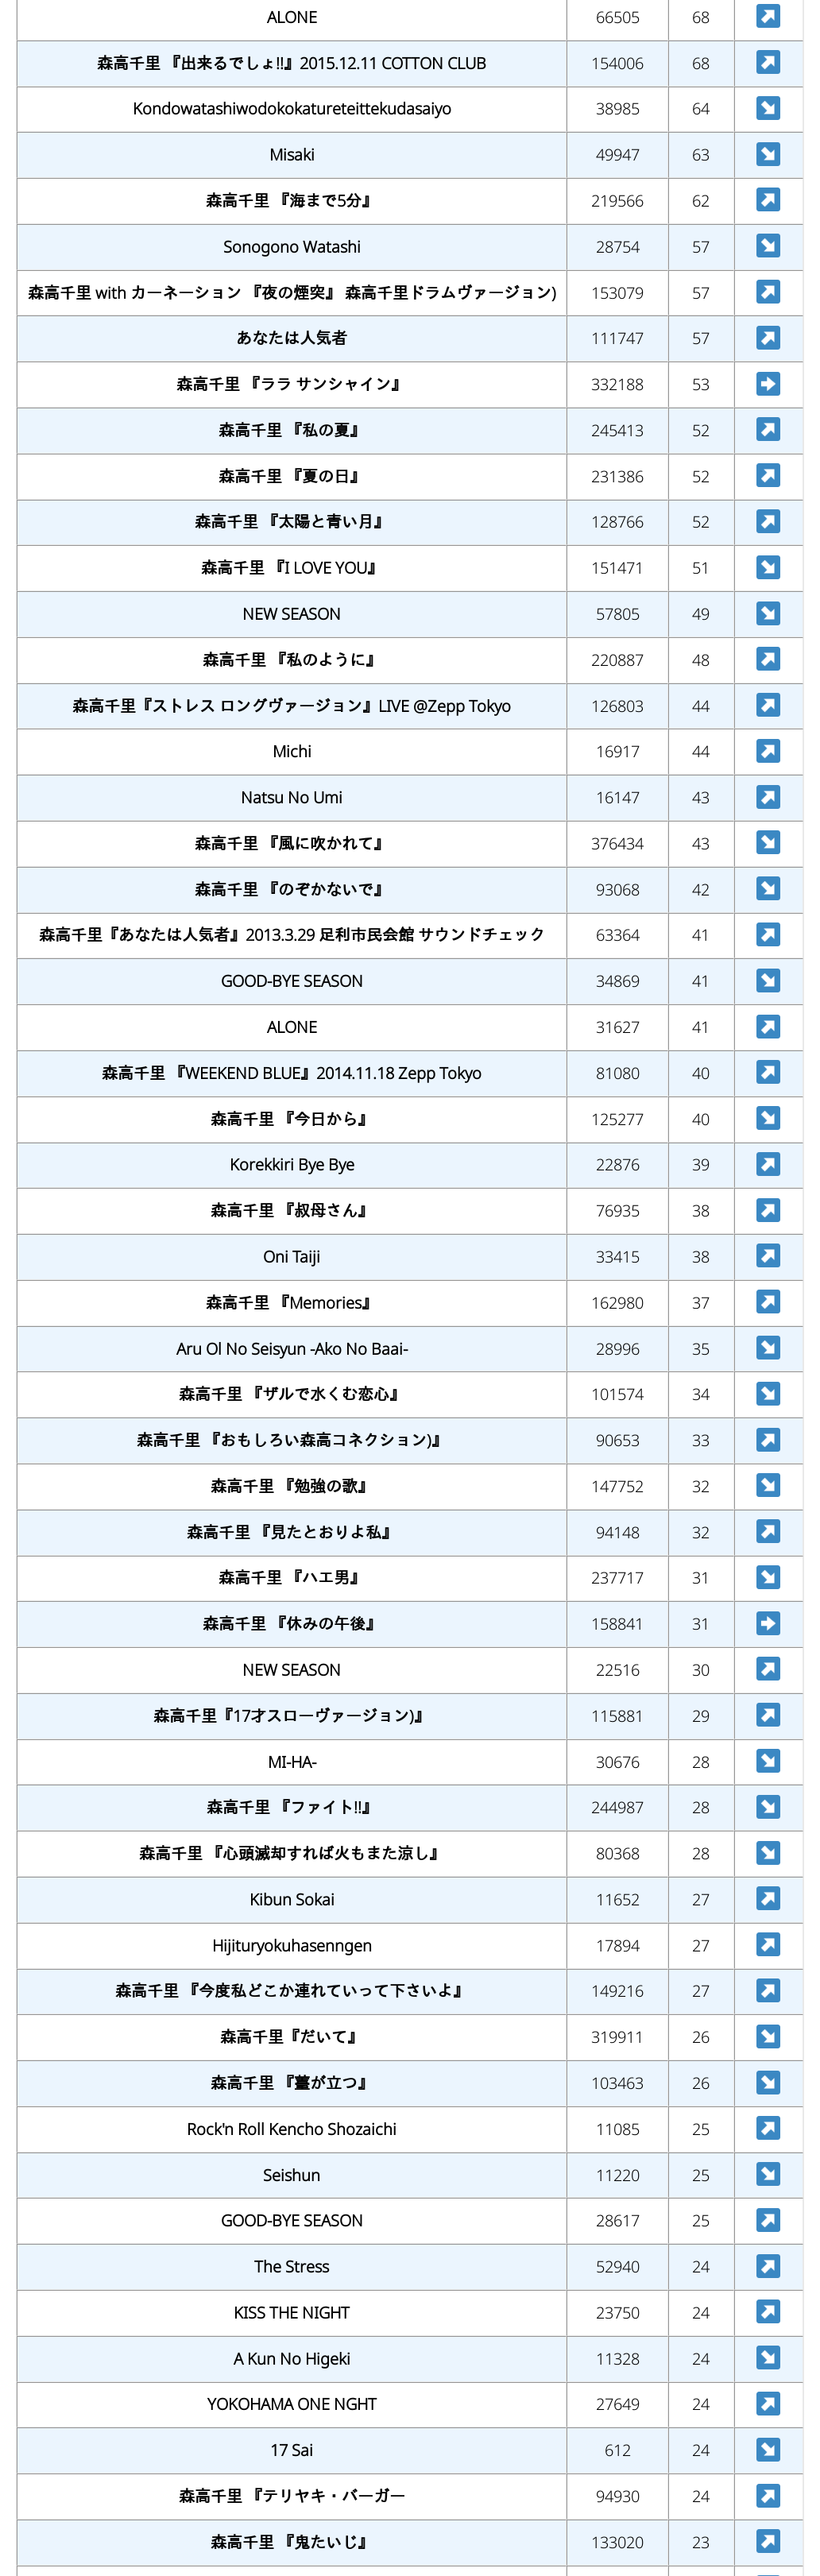 ALONE 66505 68
森高千里 『出来るでしょ!!』2015.12.11 COTTON CLUB 154006 68
Kondowatashiwodokokatureteittekudasaiyo 38985 64
Misaki 49947 63
森高千里 『海まで5分』 219566 62
Sonogono Watashi 28754 57
森高千里 with カーネーション 『夜の煙突』 森高千里ドラムヴァージョン) 153079 57
あなたは人気者 111747 57
森高千里 『ララ サンシャイン』 332188 53
森高千里 『私の夏』 245413 52
森高千里 『夏の日』 231386 52
森高千里 『太陽と青い月』 128766 52
森高千里 『I LOVE YOU』 151471 51
NEW SEASON 57805 49
森高千里 『私のように』 220887 48
森高千里『ストレス ロングヴァージョン』LIVE @Zepp Tokyo 126803 44
Michi 16917 44
Natsu No Umi 16147 43
森高千里 『風に吹かれて』 376434 43
森高千里 『のぞかないで』 93068 42
森高千里『あなたは人気者』2013.3.29 足利市民会館 サウンドチェック 63364 41
GOOD-BYE SEASON 34869 41
ALONE 31627 41
森高千里 『WEEKEND BLUE』2014.11.18 Zepp Tokyo 81080 40
森高千里 『今日から』 125277 40
Korekkiri Bye Bye 22876 39
森高千里 『叔母さん』 76935 38
Oni Taiji 33415 38
森高千里 『Memories』 162980 37
Aru Ol No Seisyun -Ako No Baai- 28996 35
森高千里 『ザルで水くむ恋心』 101574 34
森高千里 『おもしろい森高コネクション)』 90653 33
森高千里 『勉強の歌』 147752 32
森高千里 『見たとおりよ私』 94148 32
森高千里 『ハエ男』 237717 31
森高千里 『休みの午後』 158841 31
NEW SEASON 22516 30
森高千里『17才スローヴァージョン)』 115881 29
MI-HA- 30676 28
森高千里 『ファイト!!』 244987 28
森高千里 『心頭滅却すれば火もまた涼し』 80368 28
Kibun Sokai 11652 27
Hijituryokuhasenngen 17894 27
森高千里 『今度私どこか連れていって下さいよ』 149216 27
森高千里『だいて』 319911 26
森高千里 『薹が立つ』 103463 26
Rock'n Roll Kencho Shozaichi 11085 25
Seishun 11220 25
GOOD-BYE SEASON 28617 25
The Stress 52940 24
KISS THE NIGHT 23750 24
A Kun No Higeki 11328 24
YOKOHAMA ONE NGHT 27649 24
17 Sai 612 24
森高千里 『テリヤキ・バーガー 94930 24
森高千里 『鬼たいじ』 133020 23